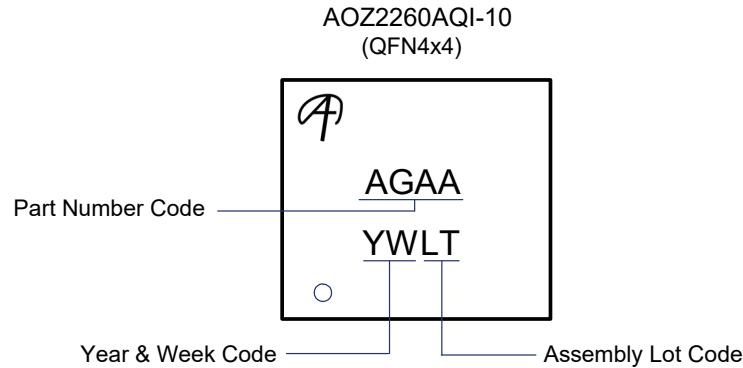 AOZ2260AQI-10
(QFN4x4)
AGAA
Part Number Code
YWLT
Year & Week Code
Assembly Lot Code